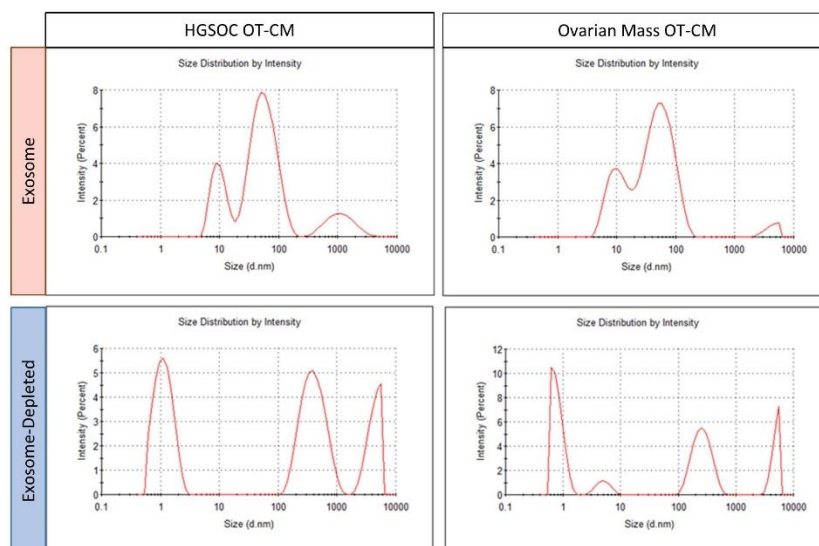 HGSOC OT-CM
Ovarian Mass OT-CM
Exosome
Size Distribution by Intensity
Intensity (Percent)
8
6
4
2
0
0.1 1 10 100 1000 10000
Size (d.nm)
Size Distribution by Intensity
Intensity (Percent)
8
6
4
2
0
0.1 1 10 100 1000 10000
Size (d.nm)
Exosome-Depleted
Size Distribution by Intensity
Intensity (Percent)
6
5
4
3
2
1
0
0.1 1 10 100 1000 10000
Size (d.nm)
Size Distribution by Intensity
Intensity (Percent)
12
10
8
6
4
2
0
0.1 1 10 100 1000 10000
Size (d.nm)